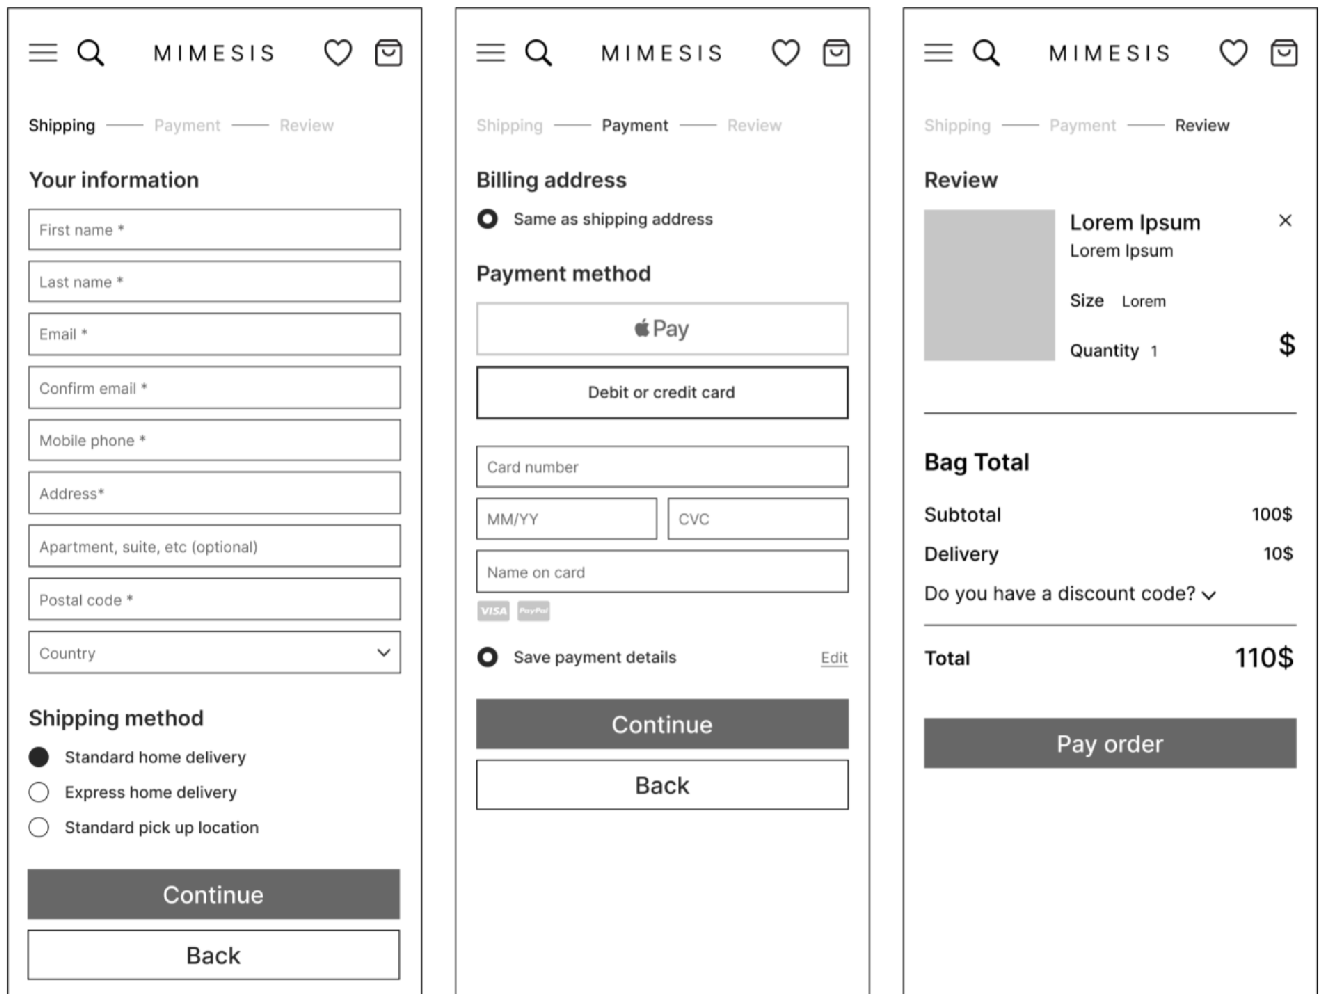 MIMESIS
Shipping Payment Review
Your information
First name *
Last name *
Email *
Confirm email *
Mobile phone *
Address*
Apartment, suite, etc (optional)
Postal code *
Country
Shipping method
Standard home delivery
Express home delivery
Standard pick up location
Continue
Back
MIMESIS
Shipping Payment Review
Billing address
Same as shipping address
Payment method
Pay
Debit or credit card
Card number
MM/YY CVC
Name on card
VISA PayPal
Save payment details Edit
Continue
Back
MIMESIS
Shipping Payment Review
Review
Lorem Ipsum
Lorem Ipsum
Size Lorem
Quantity 1 $
Bag Total
Subtotal 100$
Delivery 10$
Do you have a discount code?
Total 110$
Pay order